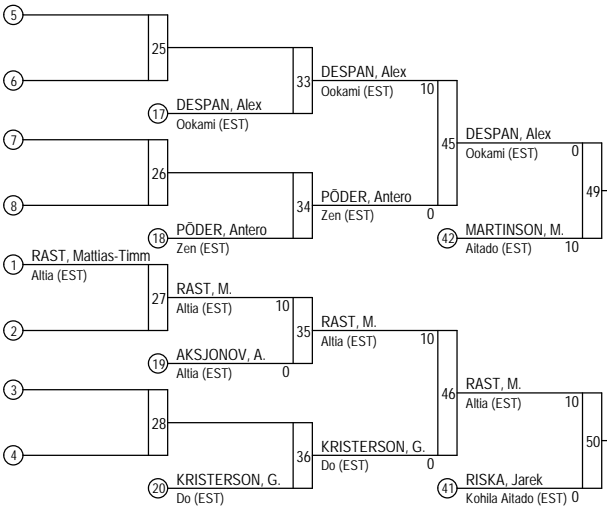 5
25
6
33
DESPAN, Alex
Ookami (EST)
10
17
DESPAN, Alex
Ookami (EST)
7
26
8
34
PÕDER, Antero
Zen (EST)
0
18
PÕDER, Antero
Zen (EST)
45
DESPAN, Alex
Ookami (EST)
0
49
42
MARTINSON, M.
Aitado (EST)
10
1
RAST, Mattias-Timm
Altia (EST)
27
2
RAST, M.
Altia (EST)
10
35
19
AKSJONOV, A.
Altia (EST)
0
RAST, M.
Altia (EST)
10
3
28
4
36
20
KRISTERSON, G.
Do (EST)
KRISTERSON, G.
Do (EST)
0
46
RAST, M.
Altia (EST)
10
50
41
RISKA, Jarek
Kohila Aitado (EST)
0